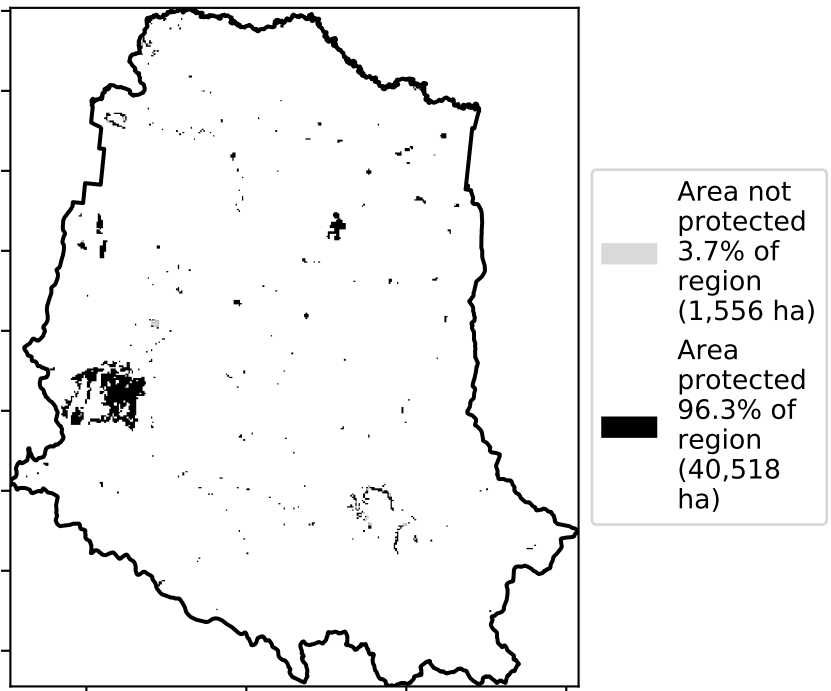 Area not
protected
3.7% of
region
(1,556 ha)
Area
protected
96.3% of
region
(40,518
ha)